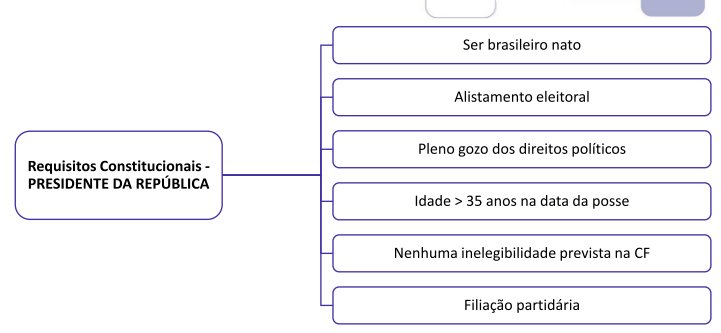 Ser brasileiro nato
Alistamento eleitoral
Pleno gozo dos direitos políticos
Requisitos Constitucionais -
PRESIDENTE DA REPÚBLICA
Idade > 35 anos na data da posse
Nenhuma inelegibilidade prevista na CF
Filiação partidária